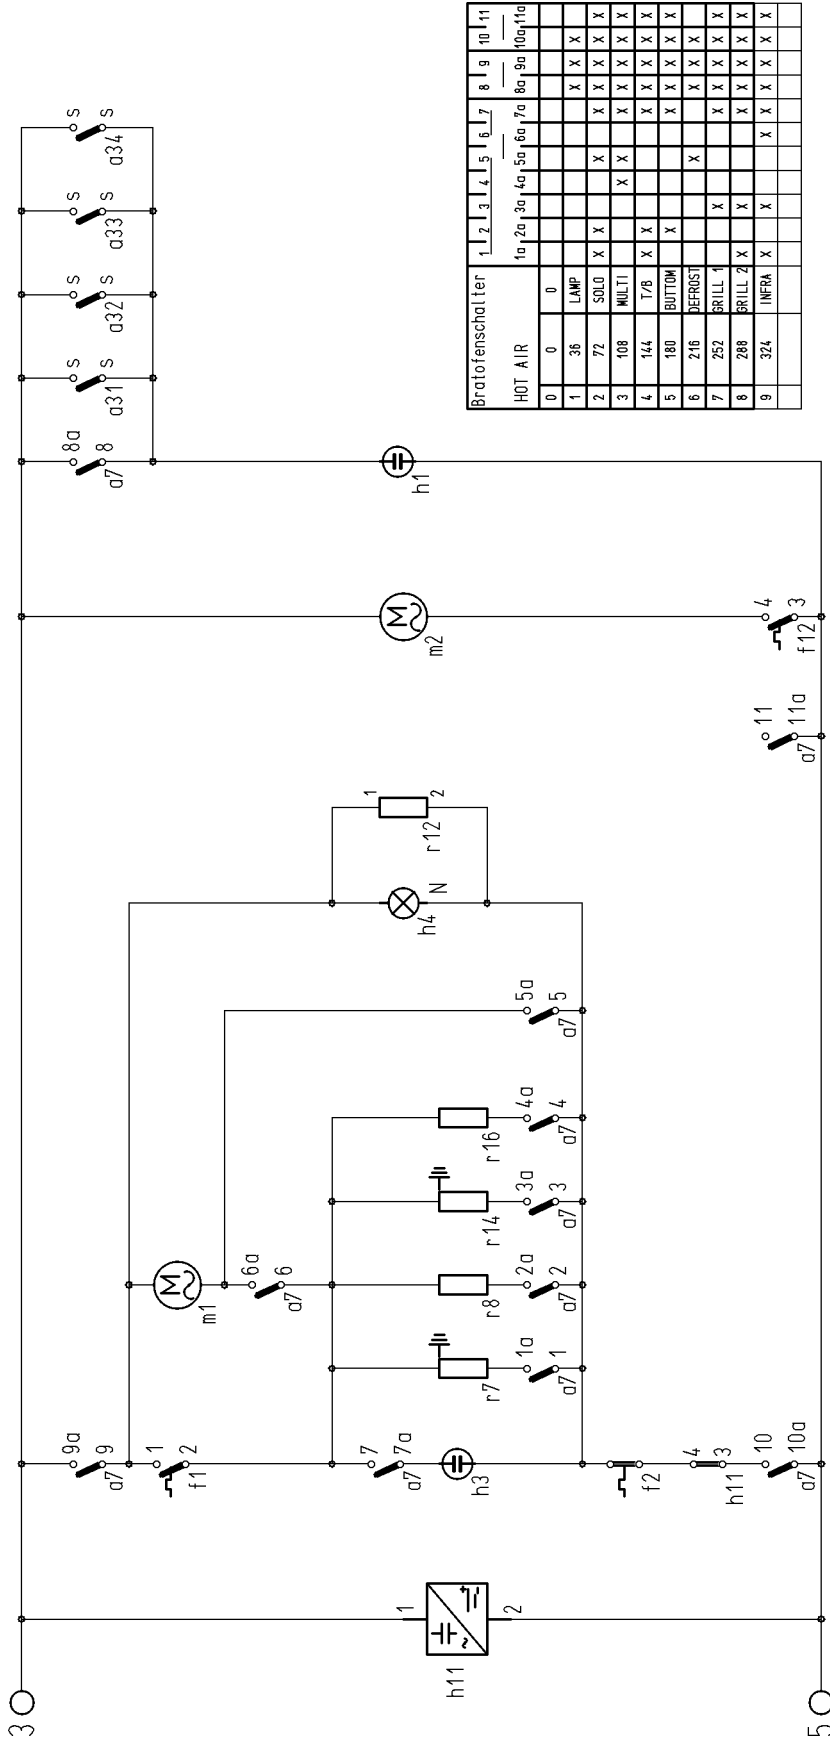 3
9a
9
a7
1
2
f1
m1
M
6a
6
a7
7
7a
a7
h3
h11
1
2
r7
1a
1
a7
r8
2a
2
a7
r14
3a
3
a7
r16
4a
4
a7
5a
5
a7
f2
4
3
h11
10
10a
a7
5
h4
N
r12
1
2
11
11a
a7
M
m2
4
3
f12
h1
8a
8
a7
s
s
a31
s
s
a32
s
s
a33
s
s
a34
Bratofenschalter 1 2 3 4 5 6 7 8 9 10 11
HOT AIR 1a 2a 3a 4a 5a 6a 7a 8a 9a 10a 11a
0 0 0
1 36 LAMP X X X
2 72 SOLO X X X X X X X X
3 108 MULTI X X X X X X X
4 144 T/B X X X X X X X
5 180 BUTTOM X X X X X X
6 216 DEFROST X X X X
7 252 GRILL 1 X X X X X X
8 288 GRILL 2 X X X X X X X
9 324 INFRA X X X X X X X